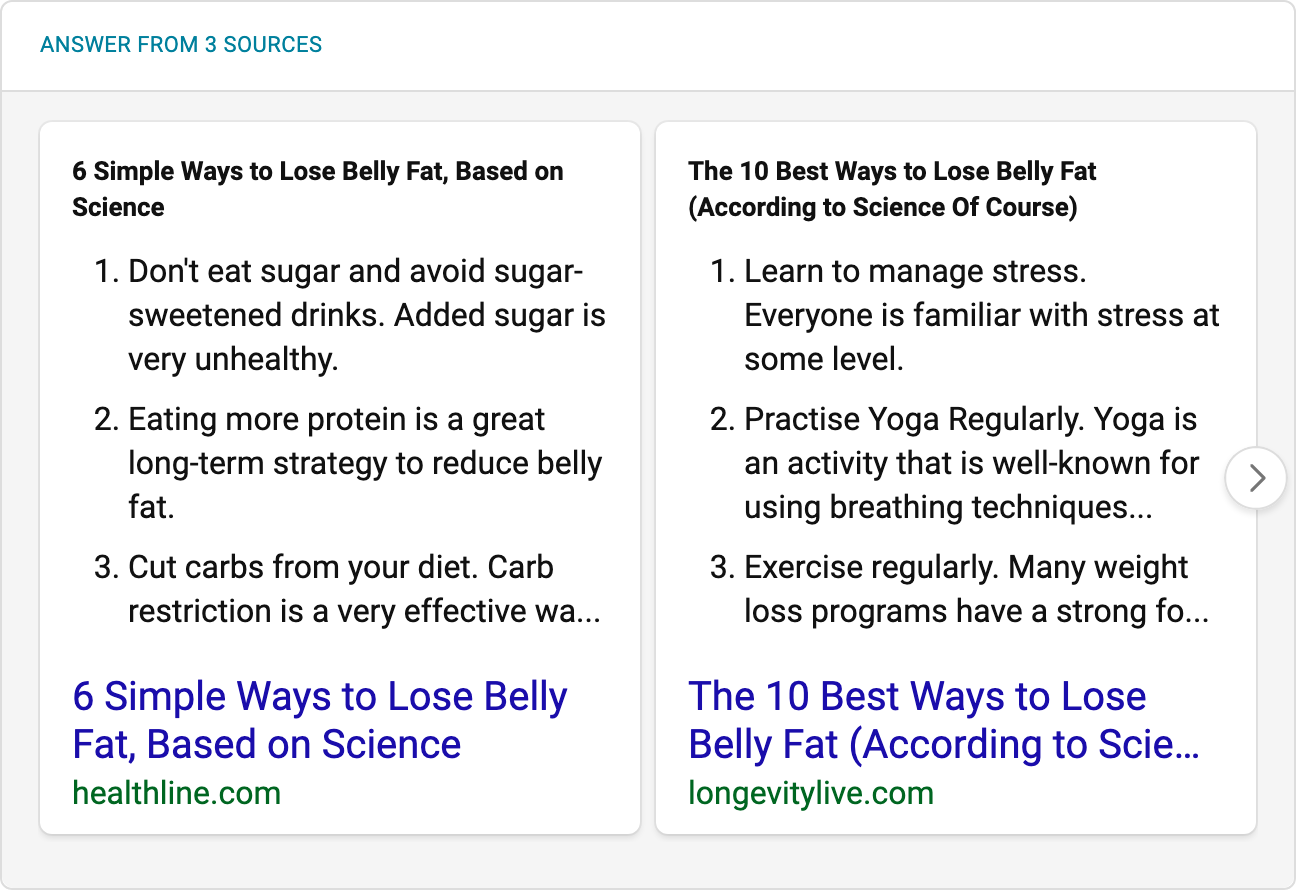 ANSWER FROM 3 SOURCES
6 Simple Ways to Lose Belly Fat, Based on
Science
1. Don't eat sugar and avoid sugar-
sweetened drinks. Added sugar is
very unhealthy.
2. Eating more protein is a great
long-term strategy to reduce belly
fat.
3. Cut carbs from your diet. Carb
restriction is a very effective wa...
6 Simple Ways to Lose Belly
Fat, Based on Science
healthline.com
The 10 Best Ways to Lose Belly Fat
(According to Science Of Course)
1. Learn to manage stress.
Everyone is familiar with stress at
some level.
2. Practise Yoga Regularly. Yoga is
an activity that is well-known for
using breathing techniques...
3. Exercise regularly. Many weight
loss programs have a strong fo...
The 10 Best Ways to Lose
Belly Fat (According to Scie...
longevitylive.com